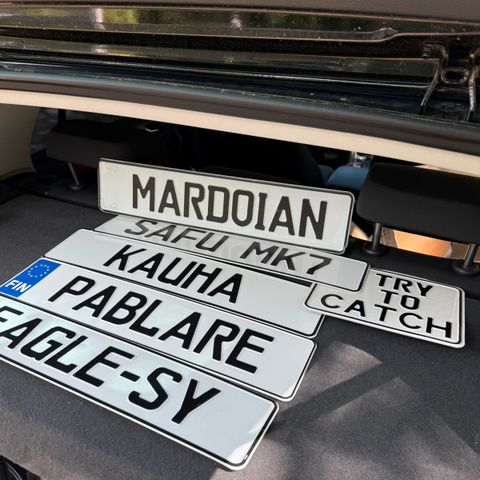 MARDOIAN
SAFU MK7
KAUHA
TRY
TO
CATCH
FIN
PABLARE
EAGLE-SY